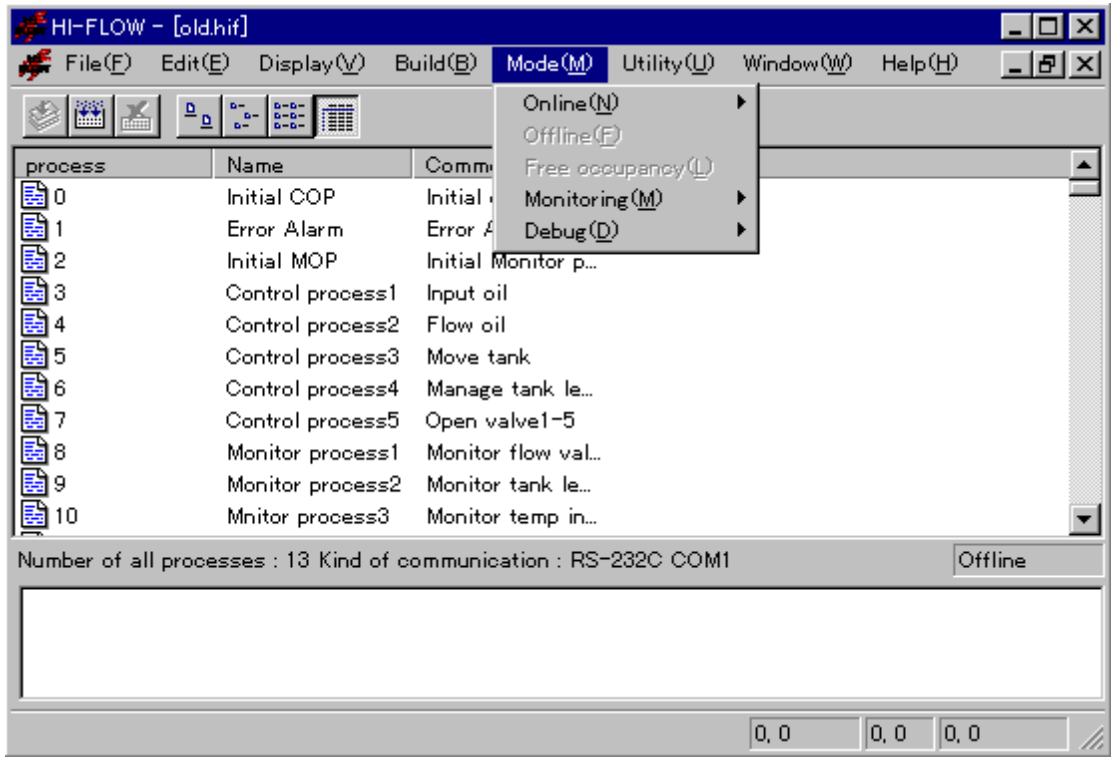 HI-FLOW - [old.hif]
File(F) Edit(E) Display(V) Build(B) Mode(M) Utility(U) Window(W) Help(H)
Online(N)
Offline(F)
Free occupancy(L)
Monitoring(M)
Debug(D)
process Name Comm
0 Initial COP Initial
1 Error Alarm Error
2 Initial MOP Initial Monitor p...
3 Control process1 Input oil
4 Control process2 Flow oil
5 Control process3 Move tank
6 Control process4 Manage tank le...
7 Control process5 Open valve1-5
8 Monitor process1 Monitor flow val...
9 Monitor process2 Monitor tank le...
10 Mnitor process3 Monitor temp in...
Number of all processes : 13 Kind of communication : RS-232C COM1 Offline
0, 0 0, 0 0, 0